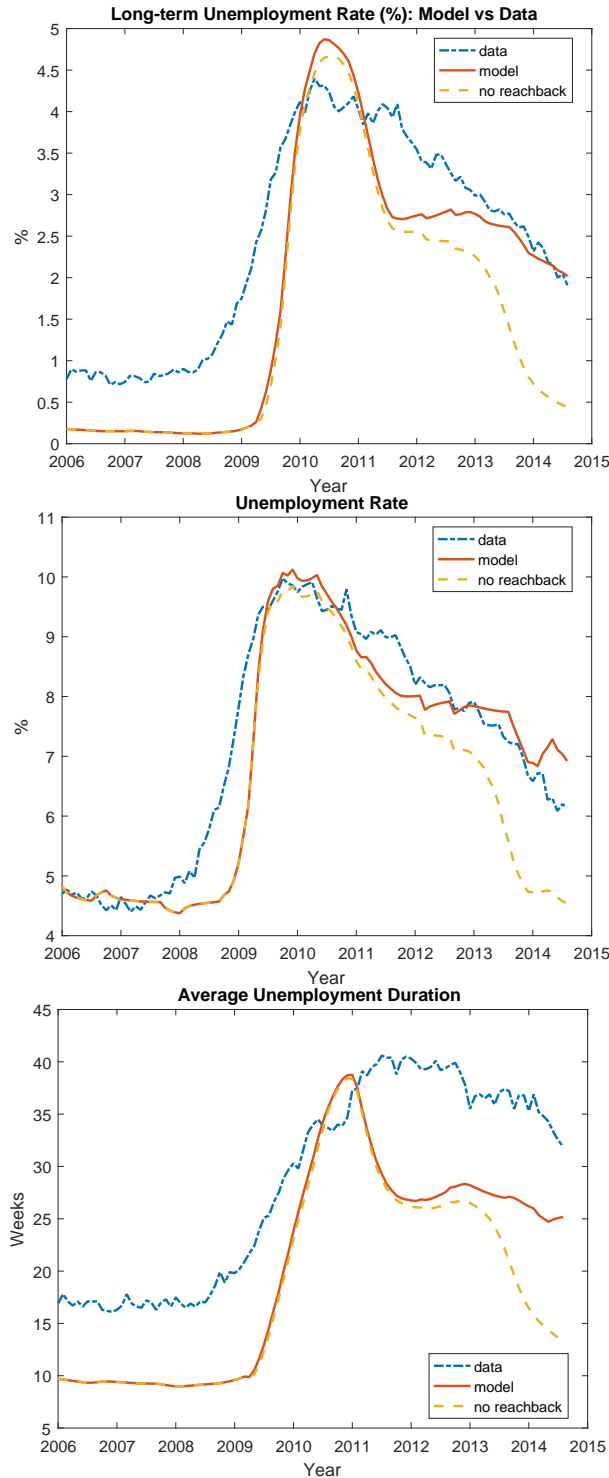 Long-term Unemployment Rate (%): Model vs Data
5
4.5
4
3.5
3
2.5
2
1.5
1
0.5
0
%
data
model
no reachback
2006 2007 2008 2009 2010 2011 2012 2013 2014 2015
Year
Unemployment Rate
11
10
9
8
7
6
5
4
%
data
model
no reachback
2006 2007 2008 2009 2010 2011 2012 2013 2014 2015
Year
Average Unemployment Duration
45
40
35
30
25
20
15
10
5
Weeks
data
model
no reachback
2006 2007 2008 2009 2010 2011 2012 2013 2014 2015
Year